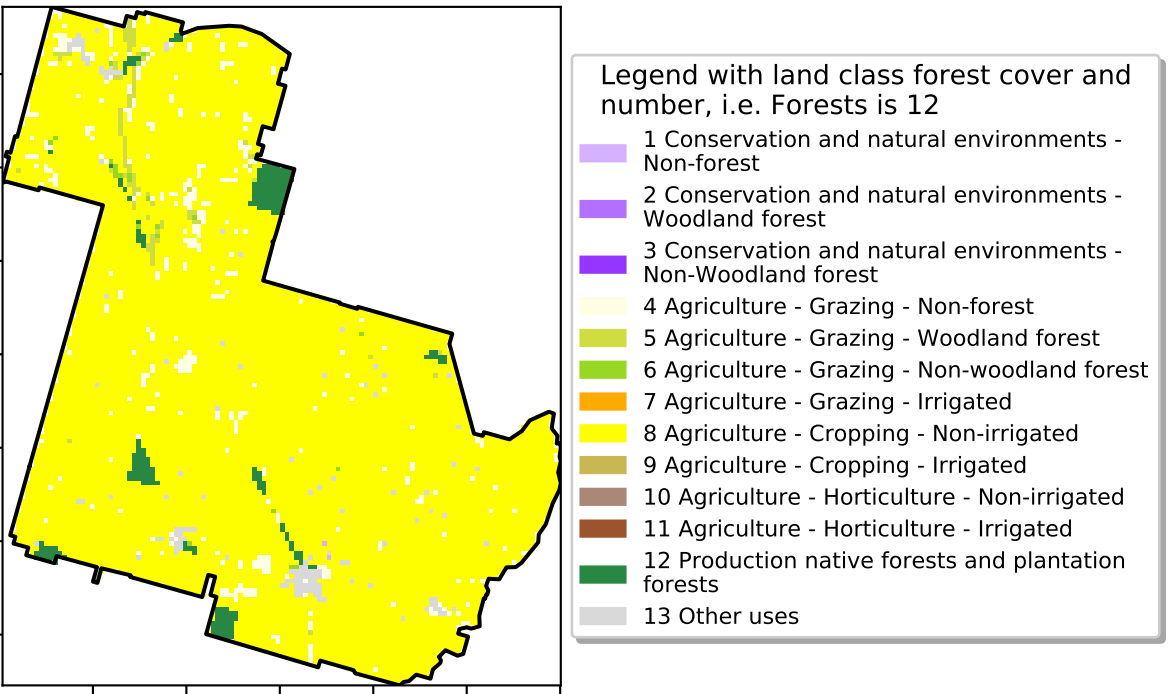 Legend with land class forest cover and
number, i.e. Forests is 12
1 Conservation and natural environments -
Non-forest
2 Conservation and natural environments -
Woodland forest
3 Conservation and natural environments -
Non-Woodland forest
4 Agriculture - Grazing - Non-forest
5 Agriculture - Grazing - Woodland forest
6 Agriculture - Grazing - Non-woodland forest
7 Agriculture - Grazing - Irrigated
8 Agriculture - Cropping - Non-irrigated
9 Agriculture - Cropping - Irrigated
10 Agriculture - Horticulture - Non-irrigated
11 Agriculture - Horticulture - Irrigated
12 Production native forests and plantation
forests
13 Other uses